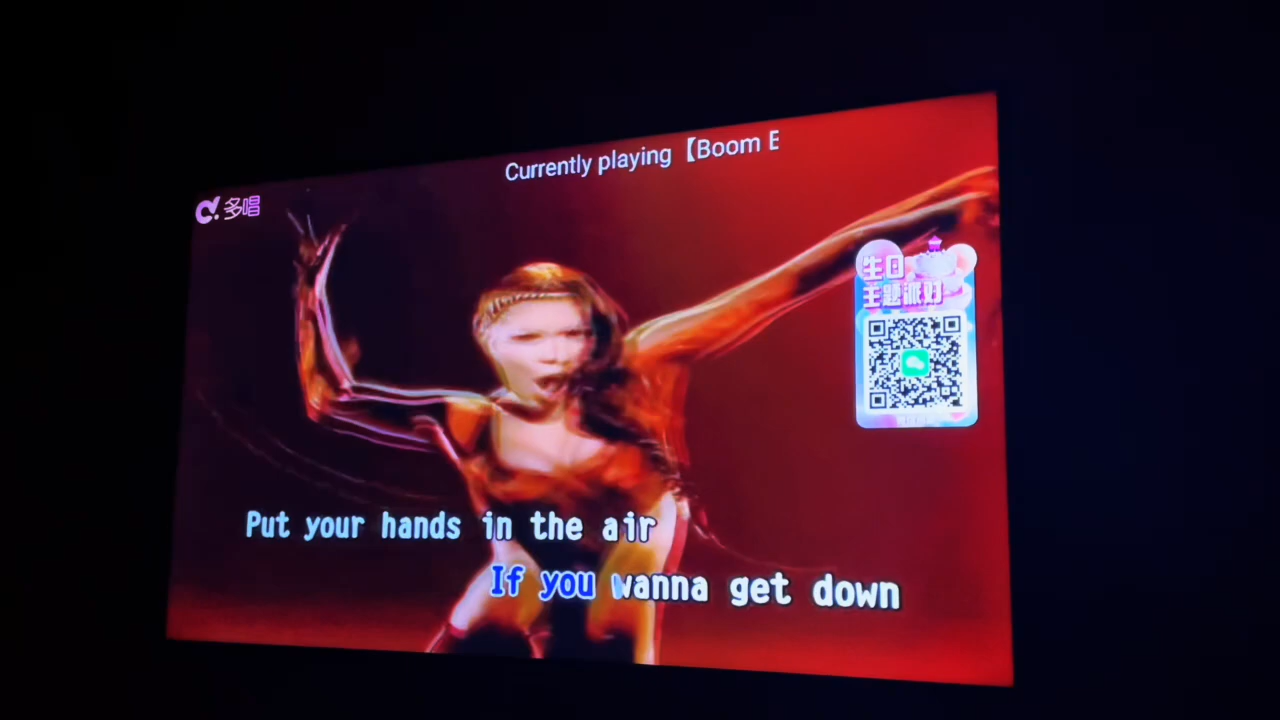 Currently playing【Boom E
多唱
生日
主题派对
Put your hands in the air
If you wanna get down